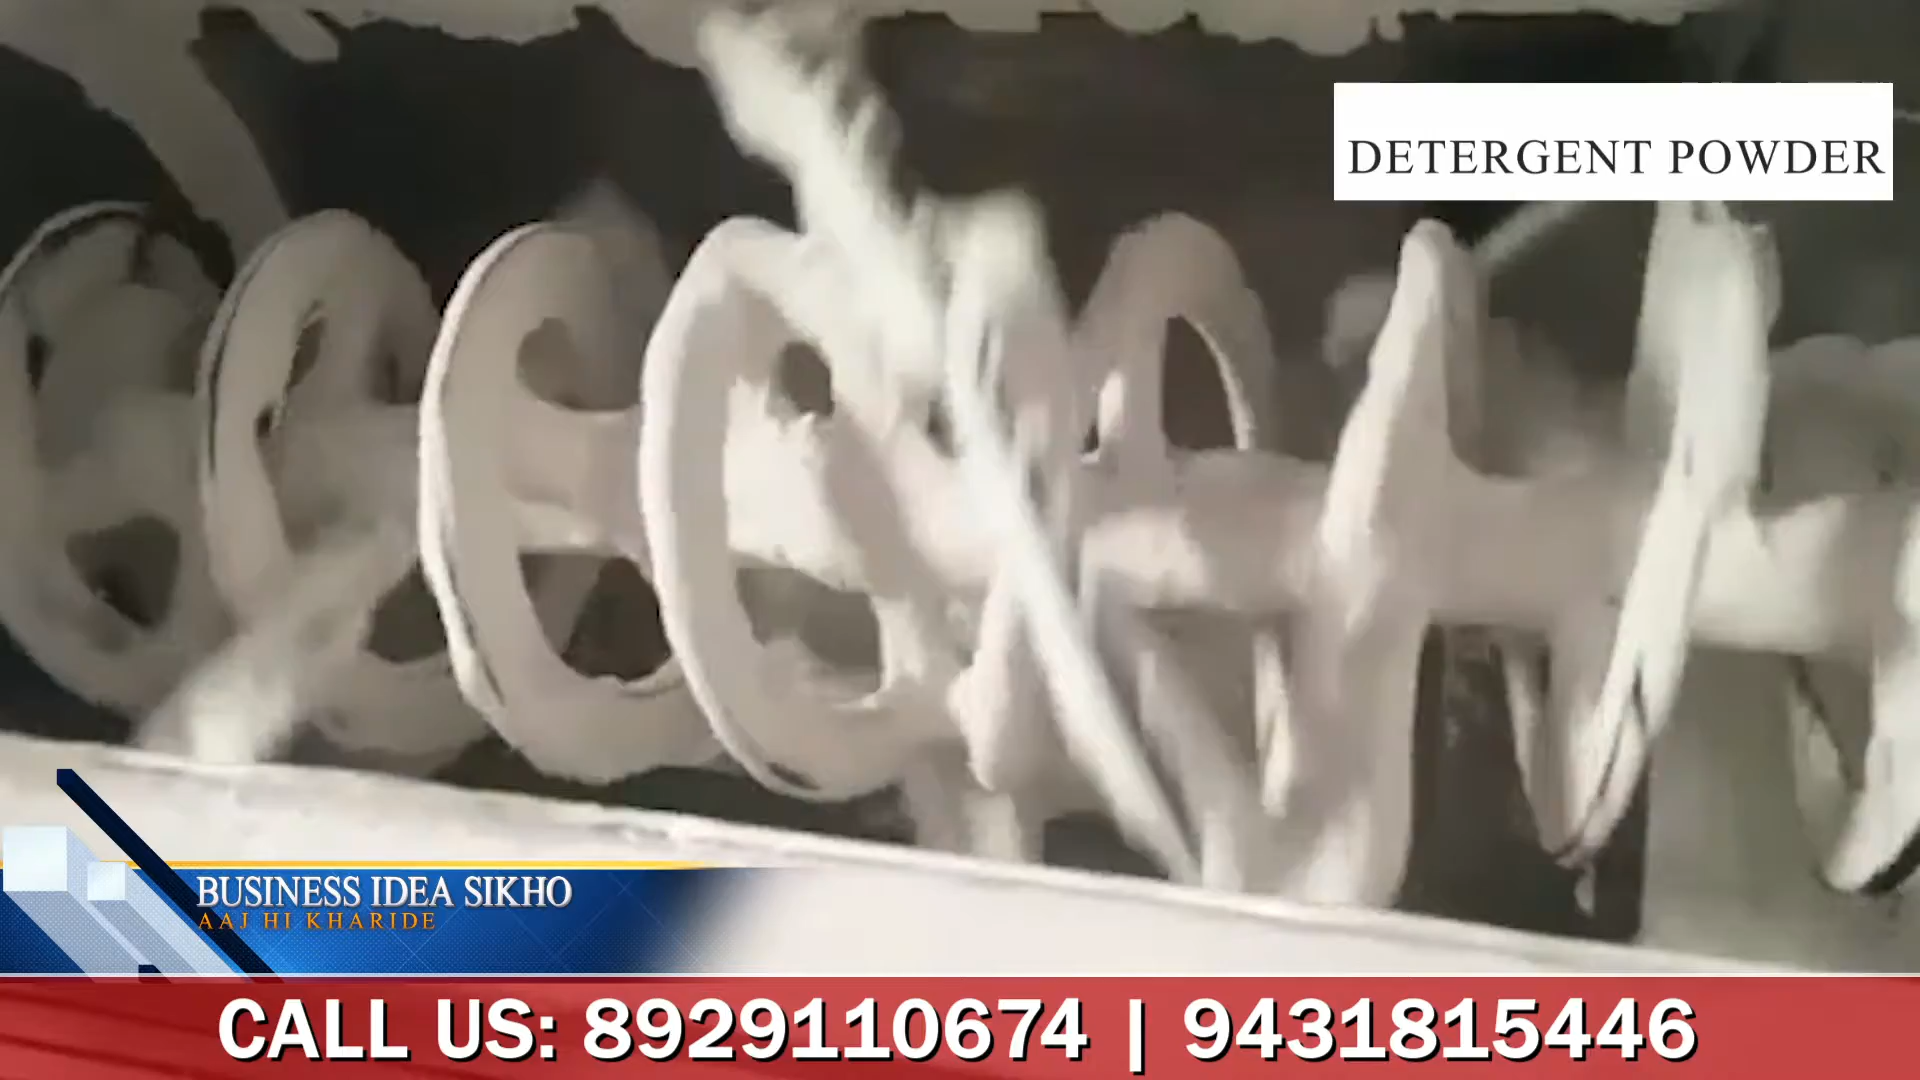 DETERGENT POWDER
BUSINESS IDEA SIKHO
AAJ HI KHARIDE
CALL US: 8929110674 | 9431815446